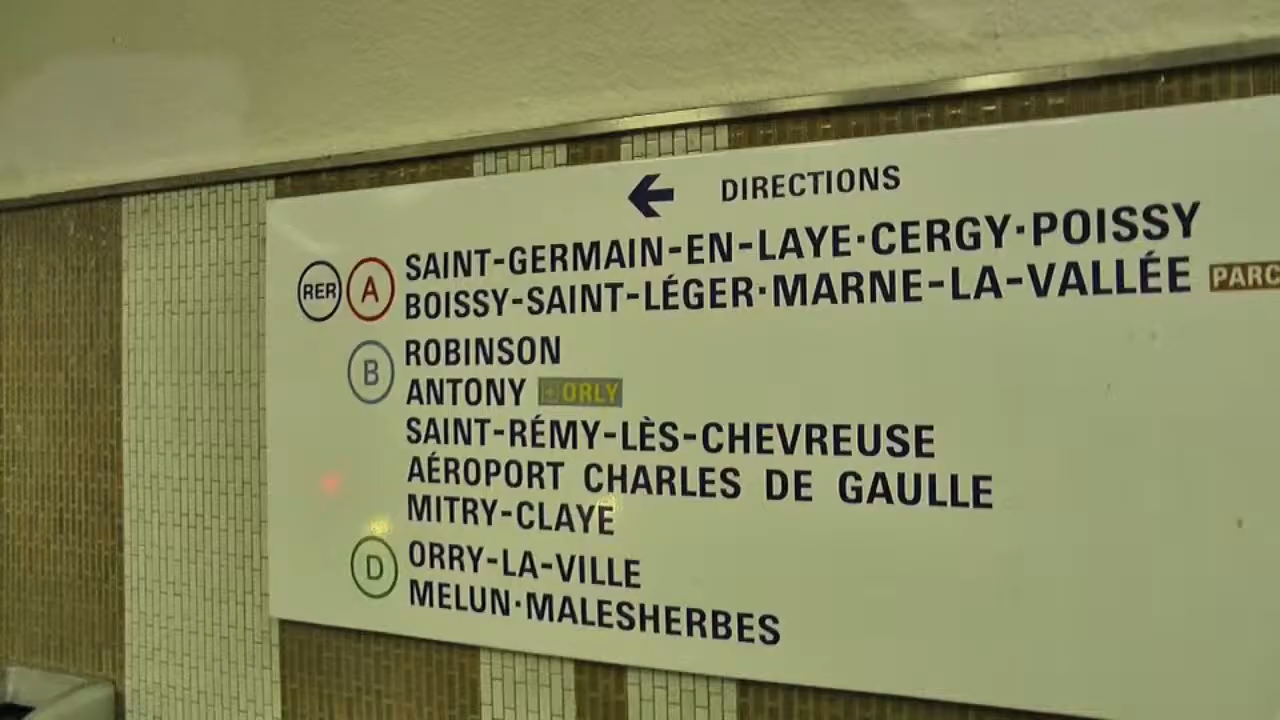 DIRECTIONS
RER A SAINT-GERMAIN-EN-LAYE·CERGY·POISSY
BOISSY-SAINT-LÉGER·MARNE-LA-VALLÉE PARC
B ROBINSON
ANTONY ORLY
SAINT-RÉMY-LÈS-CHEVREUSE
AÉROPORT CHARLES DE GAULLE
MITRY-CLAYE
D ORRY-LA-VILLE
MELUN·MALESHERBES